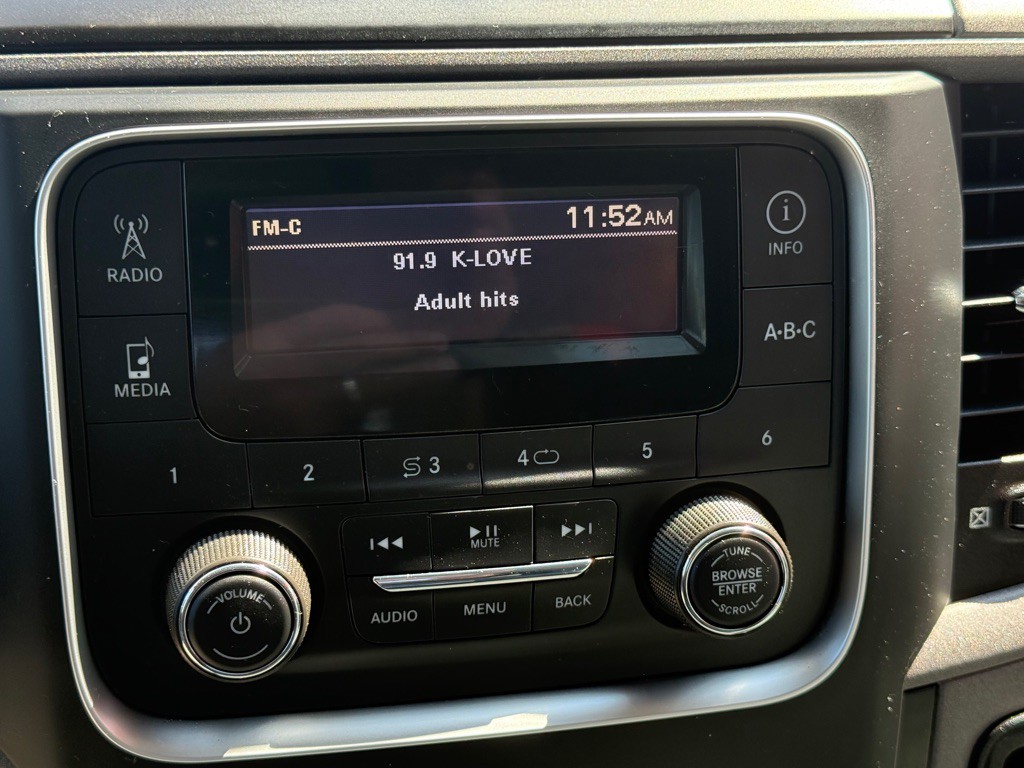 FM-C 11:52AM
91.9 K-LOVE
Adult hits
RADIO
MEDIA
i
INFO
A•B•C
1 2 3 4 5 6
MUTE
AUDIO MENU BACK
VOLUME
TUNE
BROWSE
ENTER
SCROLL